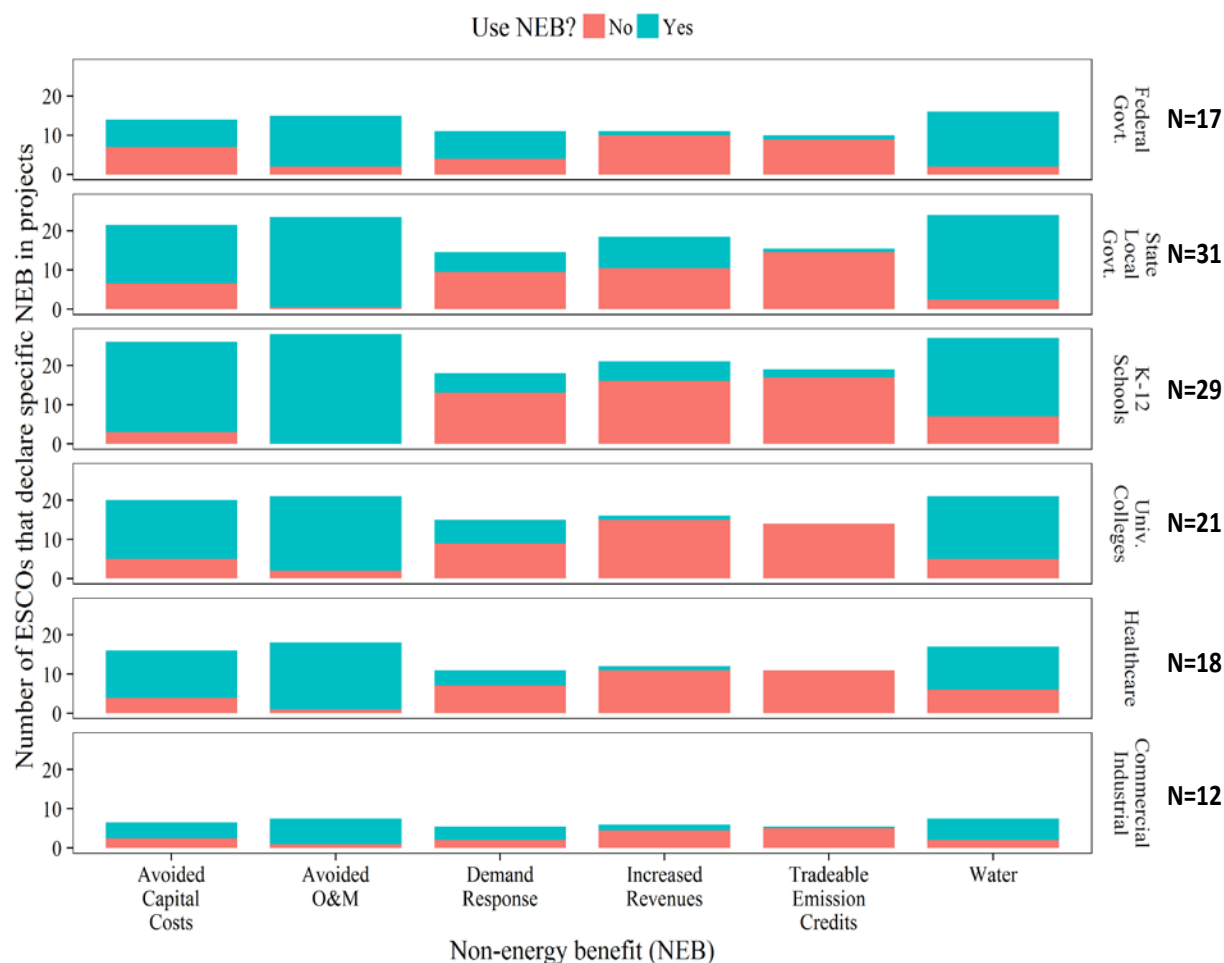 Use NEB? No Yes
Number of ESCOs that declare specific NEB in projects
20
10
0
Federal
Govt.
N=17
20
10
0
State
Local
Govt.
N=31
20
10
0
K-12
Schools
N=29
20
10
0
Univ.
Colleges
N=21
20
10
0
Healthcare
N=18
20
10
0
Commercial
Industrial
N=12
Avoided
Capital
Costs
Avoided
O&M
Demand
Response
Increased
Revenues
Tradeable
Emission
Credits
Water
Non-energy benefit (NEB)